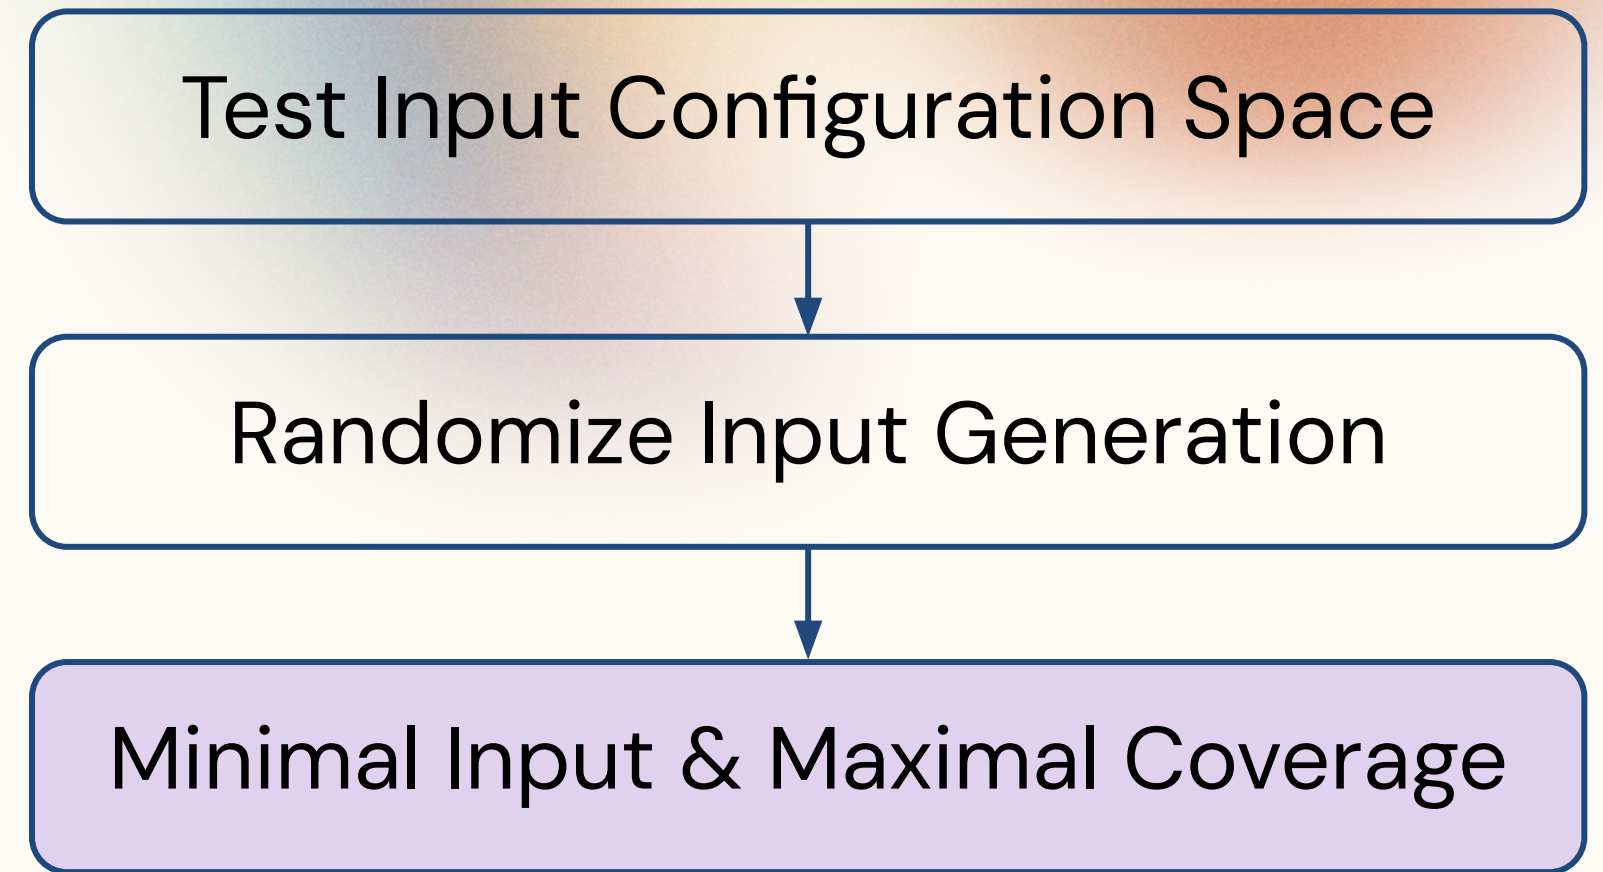 Test Input Configuration Space
Randomize Input Generation
Minimal Input & Maximal Coverage